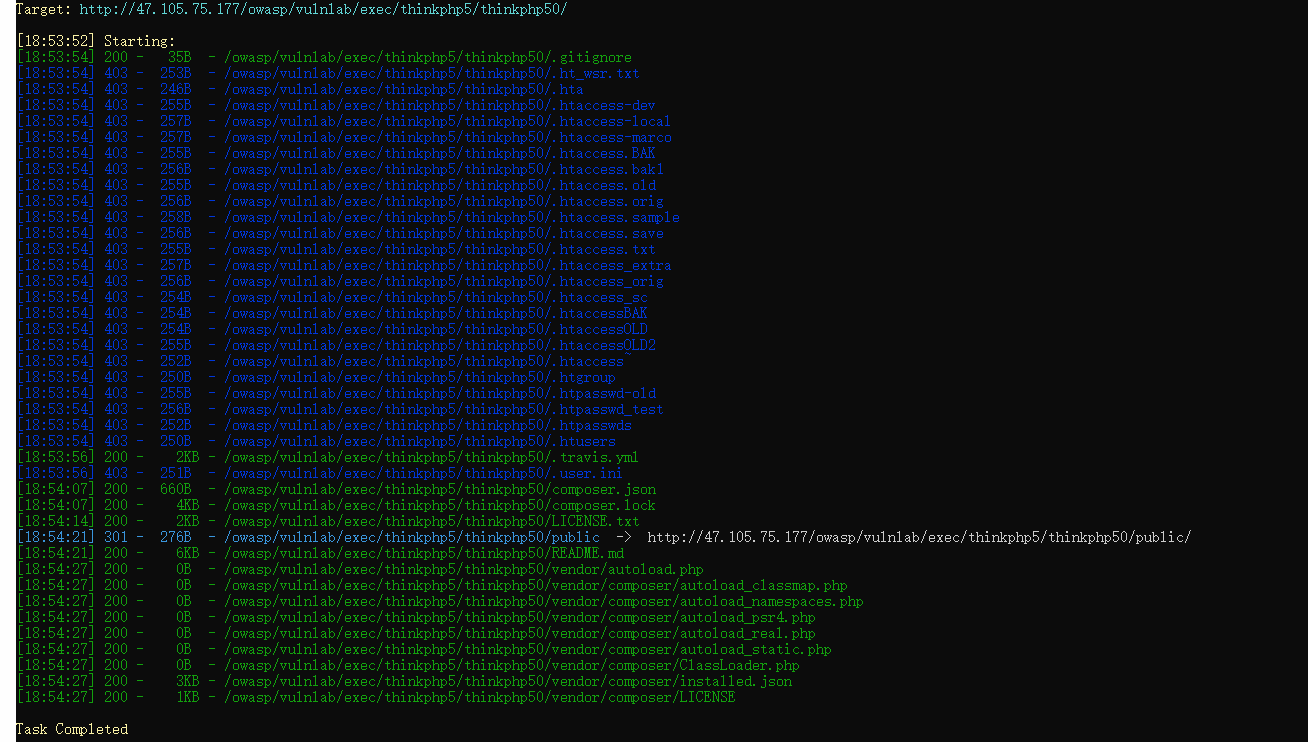 Target: http://47.105.75.177/owasp/vulnlab/exec/thinkphp5/thinkphp50/
[18:53:52] Starting:
[18:53:54] 200 -   35B  - /owasp/vulnlab/exec/thinkphp5/thinkphp50/.gitignore
[18:53:54] 403 -  253B  - /owasp/vulnlab/exec/thinkphp5/thinkphp50/.ht_wsr.txt
[18:53:54] 403 -  246B  - /owasp/vulnlab/exec/thinkphp5/thinkphp50/.hta
[18:53:54] 403 -  255B  - /owasp/vulnlab/exec/thinkphp5/thinkphp50/.htaccess-dev
[18:53:54] 403 -  257B  - /owasp/vulnlab/exec/thinkphp5/thinkphp50/.htaccess-local
[18:53:54] 403 -  257B  - /owasp/vulnlab/exec/thinkphp5/thinkphp50/.htaccess-marco
[18:53:54] 403 -  255B  - /owasp/vulnlab/exec/thinkphp5/thinkphp50/.htaccess.BAK
[18:53:54] 403 -  256B  - /owasp/vulnlab/exec/thinkphp5/thinkphp50/.htaccess.bak1
[18:53:54] 403 -  255B  - /owasp/vulnlab/exec/thinkphp5/thinkphp50/.htaccess.old
[18:53:54] 403 -  256B  - /owasp/vulnlab/exec/thinkphp5/thinkphp50/.htaccess.orig
[18:53:54] 403 -  258B  - /owasp/vulnlab/exec/thinkphp5/thinkphp50/.htaccess.sample
[18:53:54] 403 -  256B  - /owasp/vulnlab/exec/thinkphp5/thinkphp50/.htaccess.save
[18:53:54] 403 -  255B  - /owasp/vulnlab/exec/thinkphp5/thinkphp50/.htaccess.txt
[18:53:54] 403 -  257B  - /owasp/vulnlab/exec/thinkphp5/thinkphp50/.htaccess_extra
[18:53:54] 403 -  256B  - /owasp/vulnlab/exec/thinkphp5/thinkphp50/.htaccess_orig
[18:53:54] 403 -  254B  - /owasp/vulnlab/exec/thinkphp5/thinkphp50/.htaccess_sc
[18:53:54] 403 -  254B  - /owasp/vulnlab/exec/thinkphp5/thinkphp50/.htaccessBAK
[18:53:54] 403 -  254B  - /owasp/vulnlab/exec/thinkphp5/thinkphp50/.htaccessOLD
[18:53:54] 403 -  255B  - /owasp/vulnlab/exec/thinkphp5/thinkphp50/.htaccessOLD2
[18:53:54] 403 -  252B  - /owasp/vulnlab/exec/thinkphp5/thinkphp50/.htaccess~
[18:53:54] 403 -  250B  - /owasp/vulnlab/exec/thinkphp5/thinkphp50/.htgroup
[18:53:54] 403 -  255B  - /owasp/vulnlab/exec/thinkphp5/thinkphp50/.htpasswd-old
[18:53:54] 403 -  256B  - /owasp/vulnlab/exec/thinkphp5/thinkphp50/.htpasswd_test
[18:53:54] 403 -  252B  - /owasp/vulnlab/exec/thinkphp5/thinkphp50/.htpasswds
[18:53:54] 403 -  250B  - /owasp/vulnlab/exec/thinkphp5/thinkphp50/.htusers
[18:53:56] 200 -    2KB - /owasp/vulnlab/exec/thinkphp5/thinkphp50/.travis.yml
[18:53:56] 403 -  251B  - /owasp/vulnlab/exec/thinkphp5/thinkphp50/.user.ini
[18:54:07] 200 -  660B  - /owasp/vulnlab/exec/thinkphp5/thinkphp50/composer.json
[18:54:07] 200 -    4KB - /owasp/vulnlab/exec/thinkphp5/thinkphp50/composer.lock
[18:54:14] 200 -    2KB - /owasp/vulnlab/exec/thinkphp5/thinkphp50/LICENSE.txt
[18:54:21] 301 -  276B  - /owasp/vulnlab/exec/thinkphp5/thinkphp50/public  ->  http://47.105.75.177/owasp/vulnlab/exec/thinkphp5/thinkphp50/public/
[18:54:21] 200 -    6KB - /owasp/vulnlab/exec/thinkphp5/thinkphp50/README.md
[18:54:27] 200 -    0B  - /owasp/vulnlab/exec/thinkphp5/thinkphp50/vendor/autoload.php
[18:54:27] 200 -    0B  - /owasp/vulnlab/exec/thinkphp5/thinkphp50/vendor/composer/autoload_classmap.php
[18:54:27] 200 -    0B  - /owasp/vulnlab/exec/thinkphp5/thinkphp50/vendor/composer/autoload_namespaces.php
[18:54:27] 200 -    0B  - /owasp/vulnlab/exec/thinkphp5/thinkphp50/vendor/composer/autoload_psr4.php
[18:54:27] 200 -    0B  - /owasp/vulnlab/exec/thinkphp5/thinkphp50/vendor/composer/autoload_real.php
[18:54:27] 200 -    0B  - /owasp/vulnlab/exec/thinkphp5/thinkphp50/vendor/composer/autoload_static.php
[18:54:27] 200 -    0B  - /owasp/vulnlab/exec/thinkphp5/thinkphp50/vendor/composer/ClassLoader.php
[18:54:27] 200 -    3KB - /owasp/vulnlab/exec/thinkphp5/thinkphp50/vendor/composer/installed.json
[18:54:27] 200 -    1KB - /owasp/vulnlab/exec/thinkphp5/thinkphp50/vendor/composer/LICENSE
Task Completed